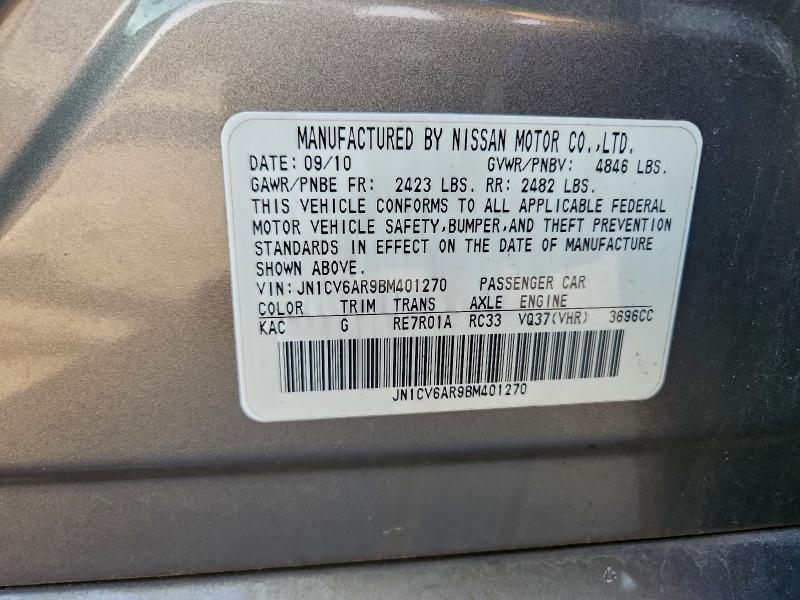 MANUFACTURED BY NISSAN MOTOR CO.,LTD.
DATE: 09/10 GVWR/PNBV: 4846 LBS.
GAWR/PNBE FR: 2423 LBS. RR: 2482 LBS.
THIS VEHICLE CONFORMS TO ALL APPLICABLE FEDERAL
MOTOR VEHICLE SAFETY,BUMPER,AND THEFT PREVENTION
STANDARDS IN EFFECT ON THE DATE OF MANUFACTURE
SHOWN ABOVE.
VIN:JN1CV6AR9BM401270 PASSENGER CAR
COLOR TRIM TRANS AXLE ENGINE
KAC G RE7R01A RC33 VQ37(VHR) 3696CC
JN1CV6AR9BM401270